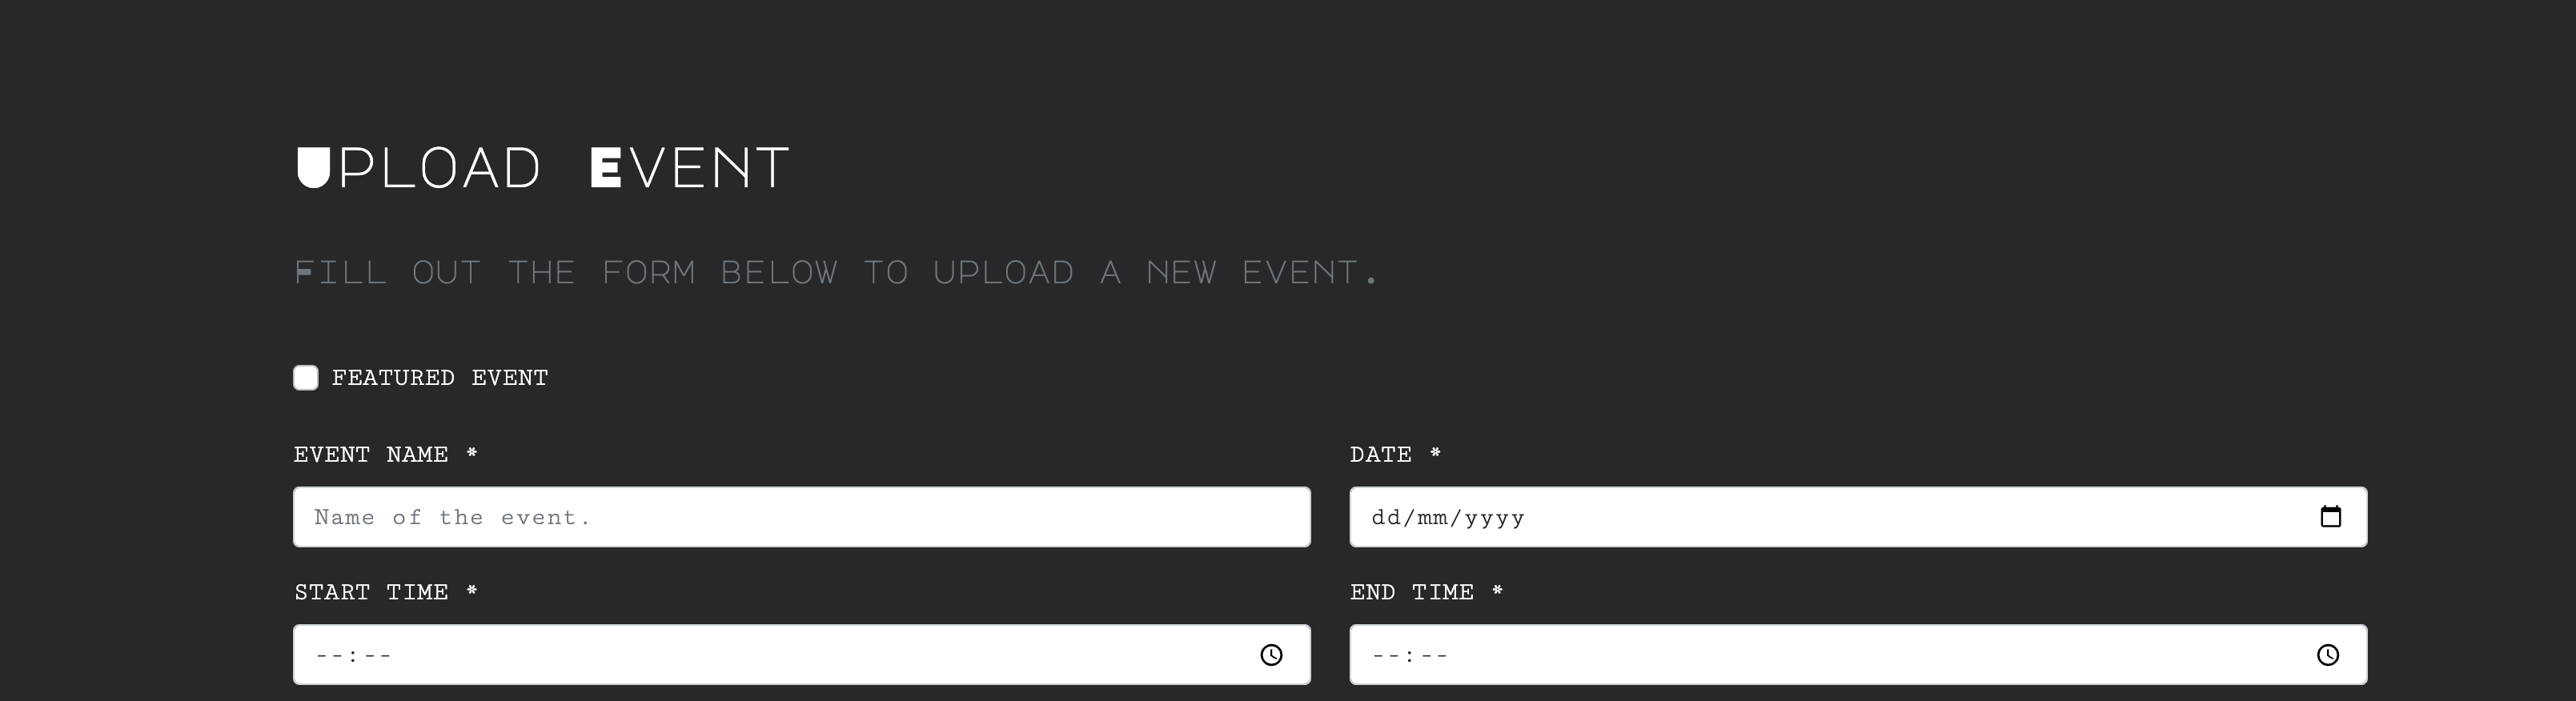 Upload Event
Fill out the form below to upload a new event.
FEATURED EVENT
EVENT NAME *
DATE *
Name of the event.
dd/mm/yyyy
START TIME *
END TIME *
--:--
--:--